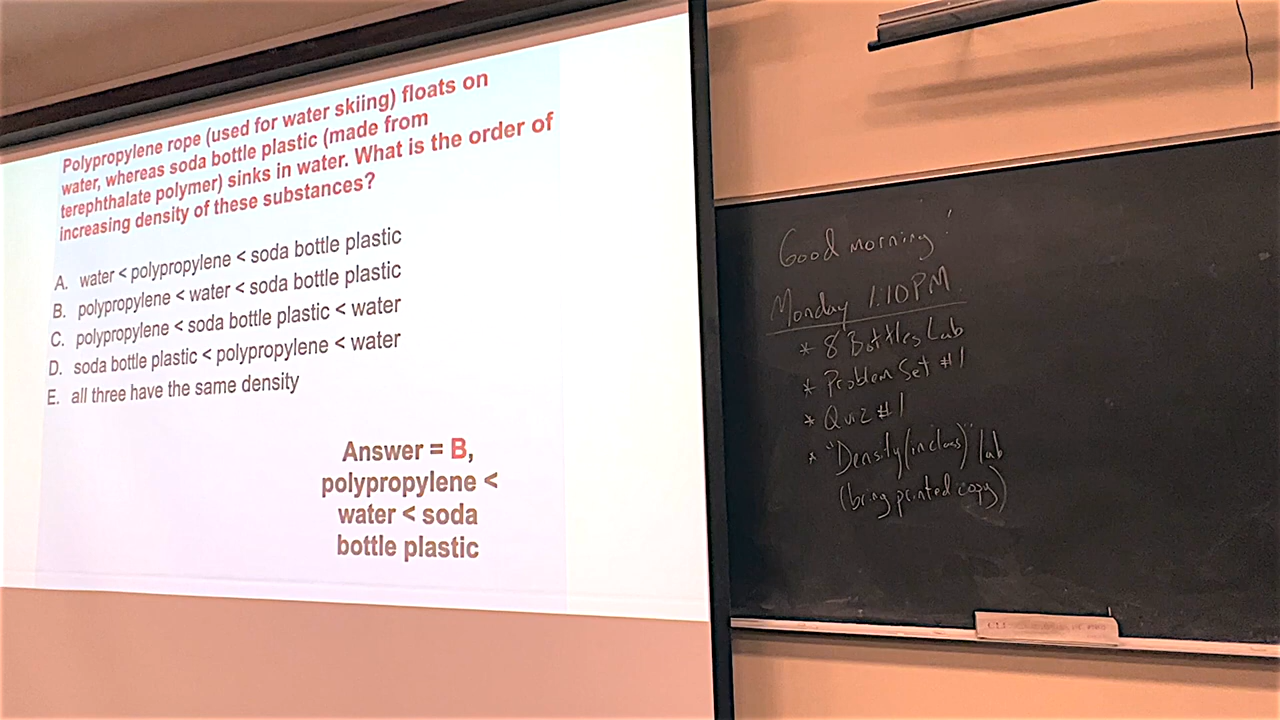 Polypropylene rope (used for water skiing) floats on
water, whereas soda bottle plastic (made from
terephthalate polymer) sinks in water. What is the order of
increasing density of these substances?
A. water < polypropylene < soda bottle plastic
B. polypropylene < water < soda bottle plastic
C. polypropylene < soda bottle plastic < water
D. soda bottle plastic < polypropylene < water
E. all three have the same density
Answer = B,
polypropylene <
water < soda
bottle plastic
Good morning!
Monday 1:10PM
* 8 Bottles Lab
* Problem Set #1
* Quiz #1
* "Density (in class)" lab
(bring printed copy)